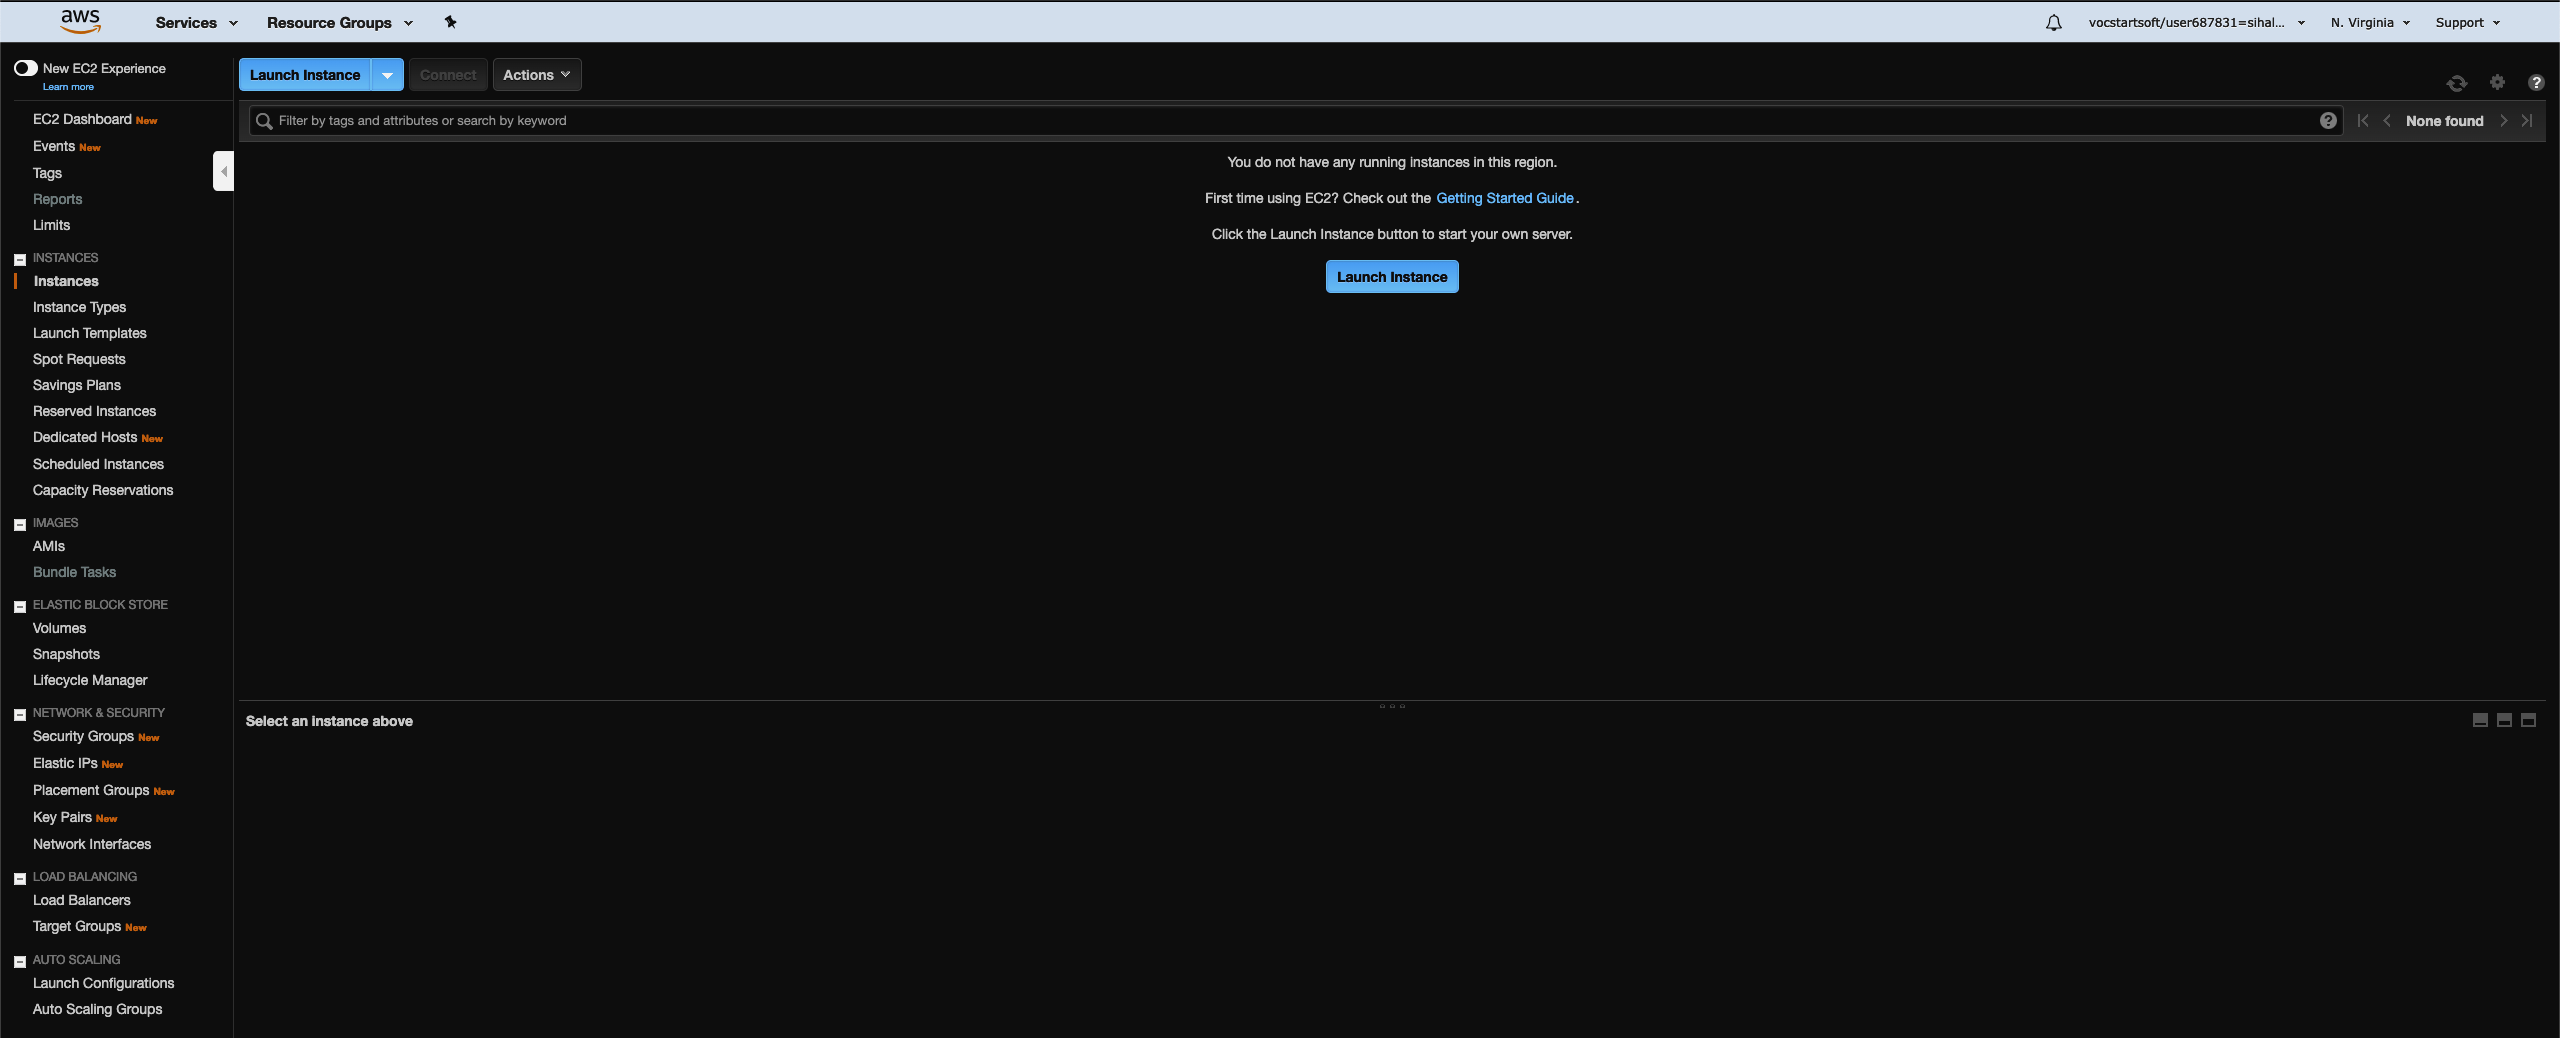 aws
Services
Resource Groups
vocstartsoft/user687831=sihal...
N. Virginia
Support
New EC2 Experience
Learn more
EC2 Dashboard New
Events New
Tags
Reports
Limits
INSTANCES
Instances
Instance Types
Launch Templates
Spot Requests
Savings Plans
Reserved Instances
Dedicated Hosts New
Scheduled Instances
Capacity Reservations
IMAGES
AMIs
Bundle Tasks
ELASTIC BLOCK STORE
Volumes
Snapshots
Lifecycle Manager
NETWORK & SECURITY
Security Groups New
Elastic IPs New
Placement Groups New
Key Pairs New
Network Interfaces
LOAD BALANCING
Load Balancers
Target Groups New
AUTO SCALING
Launch Configurations
Auto Scaling Groups
Launch Instance
Connect
Actions
Filter by tags and attributes or search by keyword
None found
You do not have any running instances in this region.
First time using EC2? Check out the Getting Started Guide.
Click the Launch Instance button to start your own server.
Launch Instance
Select an instance above